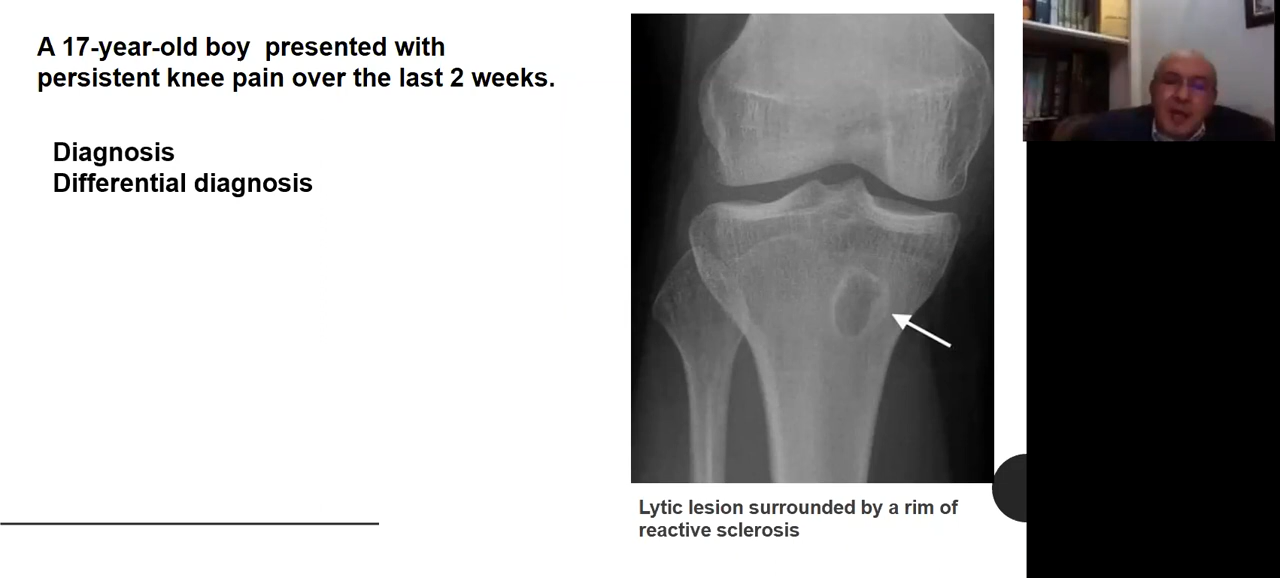 A 17-year-old boy  presented with
persistent knee pain over the last 2 weeks.
Diagnosis
Differential diagnosis
Lytic lesion surrounded by a rim of
reactive sclerosis